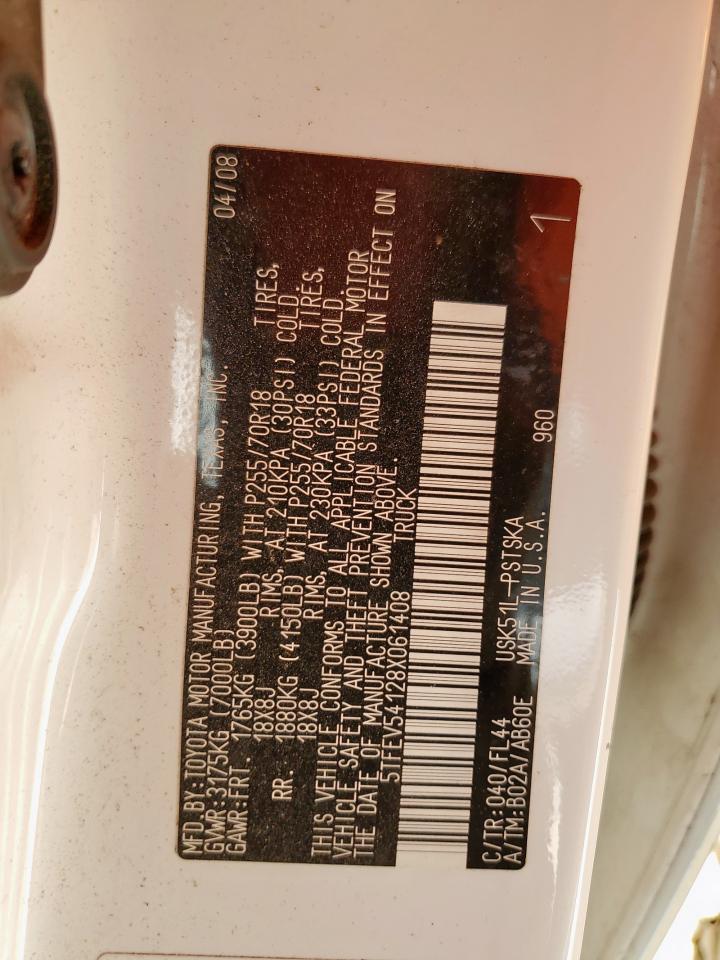 MFD.BY:TOYOTA MOTOR MANUFACTURING, TEXAS, INC. 04/08
GVWR:3175KG (7000LB)
GAWR:FRT. 1765KG (3900LB) WITH P255/70R18 TIRES,
18X8J RIMS, AT 210KPA (30PSI) COLD.
RR. 1880KG (4150LB) WITH P255/70R18 TIRES,
18X8J RIMS, AT 230KPA (33PSI) COLD.
THIS VEHICLE CONFORMS TO ALL APPLICABLE FEDERAL MOTOR
VEHICLE SAFETY AND THEFT PREVENTION STANDARDS IN EFFECT ON
THE DATE OF MANUFACTURE SHOWN ABOVE.
5TFEV54128X061408 TRUCK
C/TR:040/FL44 USK51L-PSTSKA 960 1
A/TM:B02A/AB60E MADE IN U.S.A.